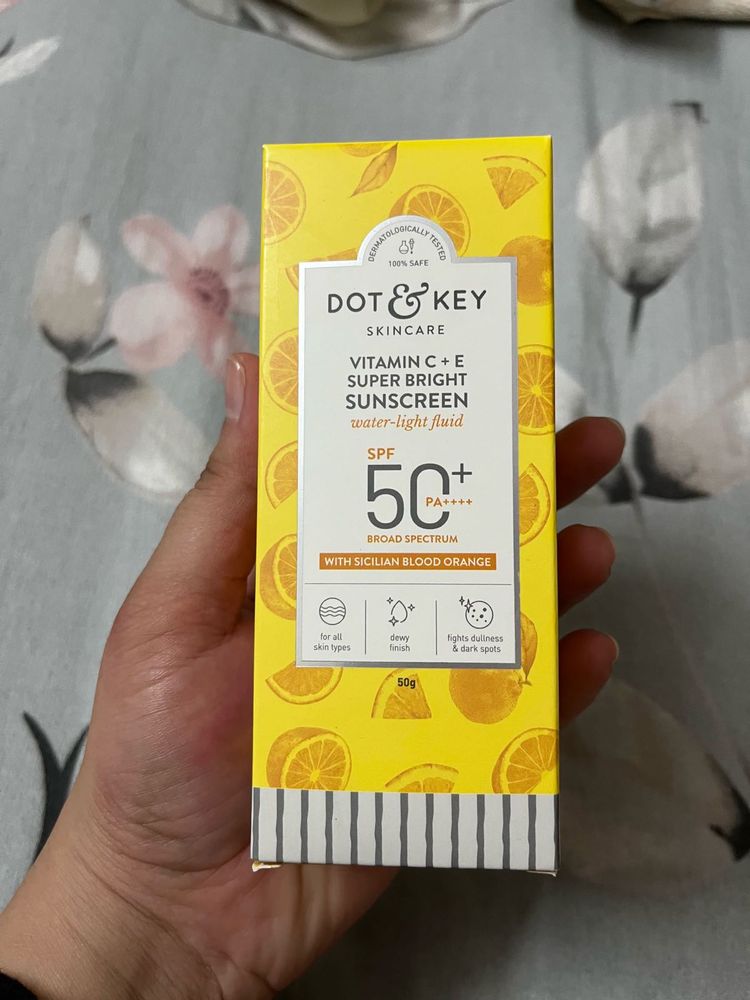 DERMATOLOGICALLY TESTED
100% SAFE
DOT & KEY
SKINCARE
VITAMIN C + E
SUPER BRIGHT
SUNSCREEN
water-light fluid
SPF
50+
PA++++
BROAD SPECTRUM
WITH SICILIAN BLOOD ORANGE
for all
skin types
dewy
finish
fights dullness
& dark spots
50g